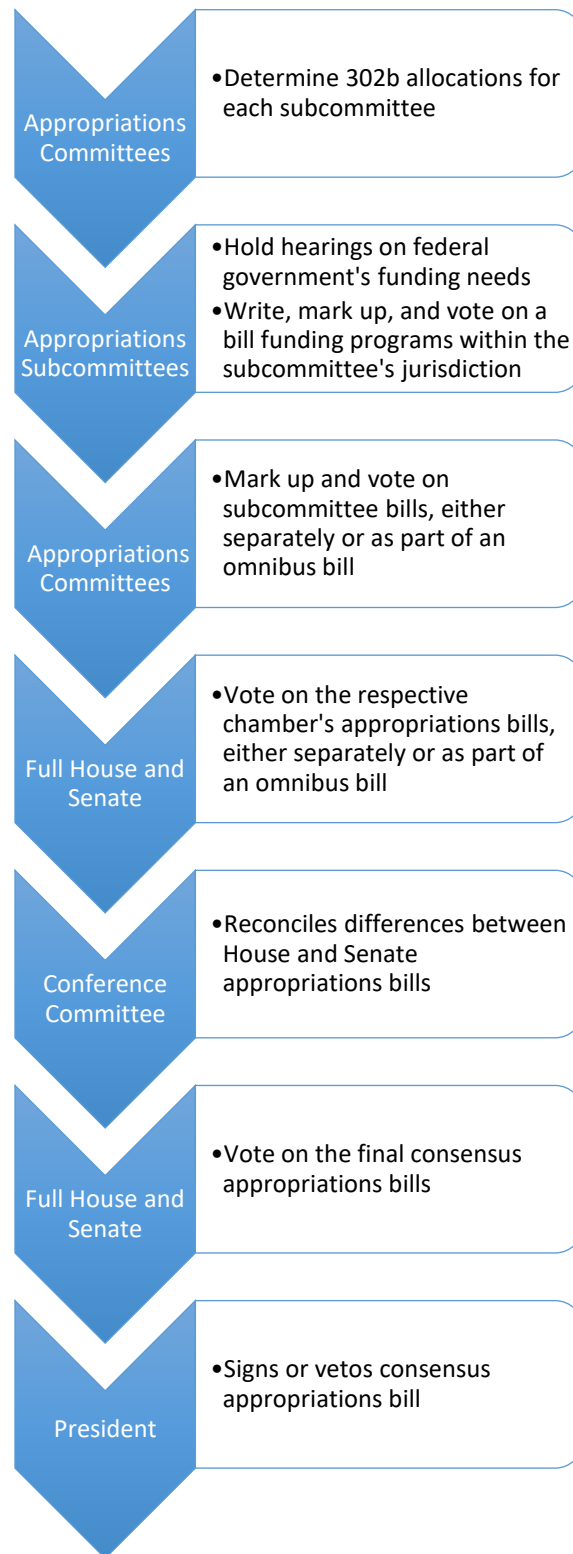 Appropriations
Committees
•Determine 302b allocations for
each subcommittee
Appropriations
Subcommittees
•Hold hearings on federal
government's funding needs
•Write, mark up, and vote on a
bill funding programs within the
subcommittee's jurisdiction
Appropriations
Committees
•Mark up and vote on
subcommittee bills, either
separately or as part of an
omnibus bill
Full House and
Senate
•Vote on the respective
chamber's appropriations bills,
either separately or as part of
an omnibus bill
Conference
Committee
•Reconciles differences between
House and Senate
appropriations bills
Full House and
Senate
•Vote on the final consensus
appropriations bills
President
•Signs or vetos consensus
appropriations bill